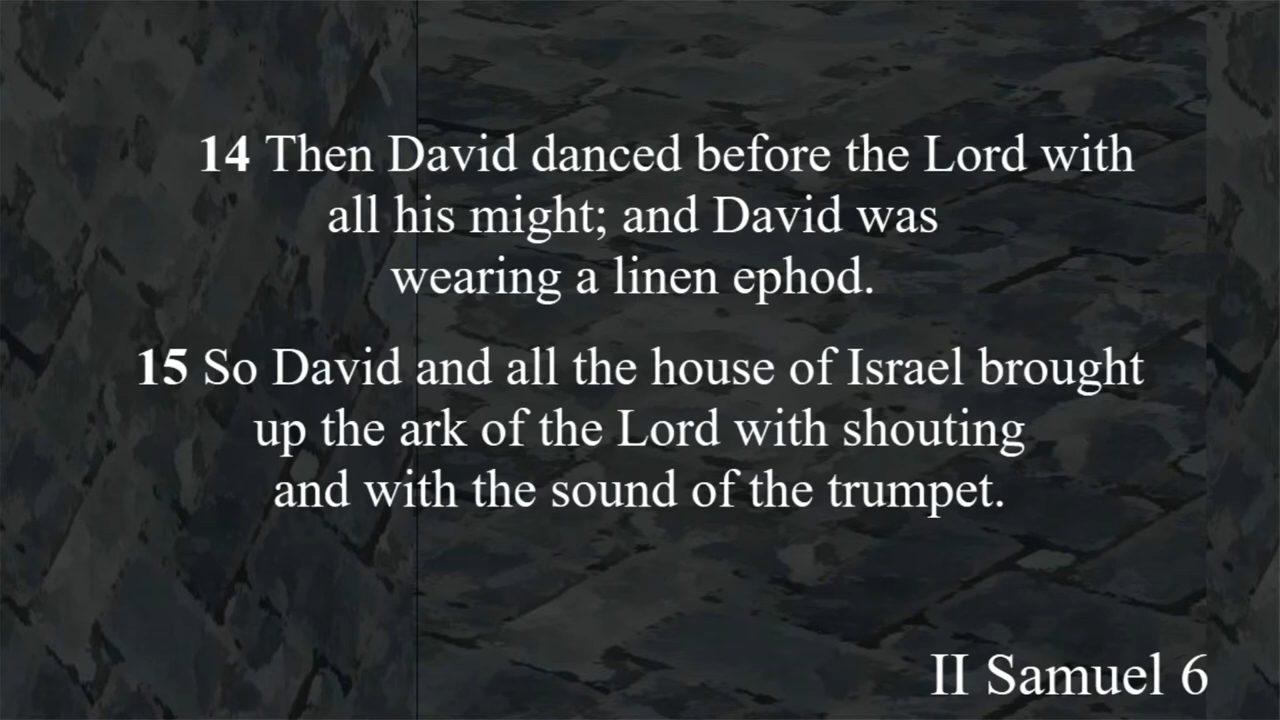 14 Then David danced before the Lord with
all his might; and David was
wearing a linen ephod.
15 So David and all the house of Israel brought
up the ark of the Lord with shouting
and with the sound of the trumpet.
II Samuel 6